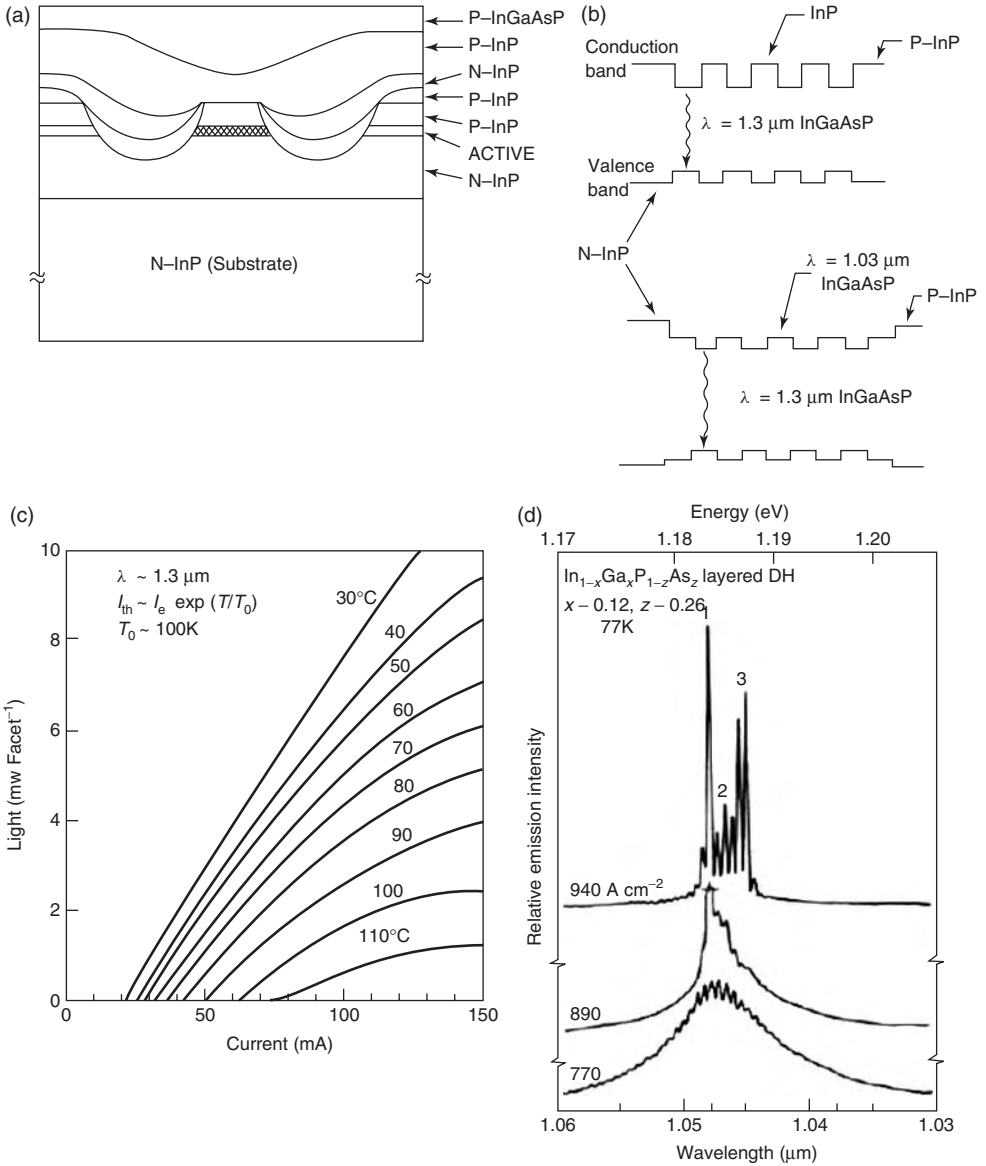 (a)
P–InGaAsP
P–InP
N–InP
P–InP
P–InP
ACTIVE
N–InP
N–InP (Substrate)
(b)
InP
P–InP
Conduction
band
λ = 1.3 μm InGaAsP
Valence
band
N–InP
λ = 1.03 μm
InGaAsP
P–InP
λ = 1.3 μm InGaAsP
(c)
λ ~ 1.3 μm
I_th ~ I_e exp (T/T_0)
T_0 ~ 100K
30°C
40
50
60
70
80
90
100
110°C
10
8
6
4
2
0
0
50
100
150
Light (mw Facet⁻¹)
Current (mA)
(d)
Energy (eV)
1.17
1.18
1.19
1.20
In₁₋ₓGaₓP₁₋zAsz layered DH
x – 0.12, z – 0.26
77K
1
2
3
940 A cm⁻²
890
770
Relative emission intensity
1.06
1.05
1.04
1.03
Wavelength (μm)